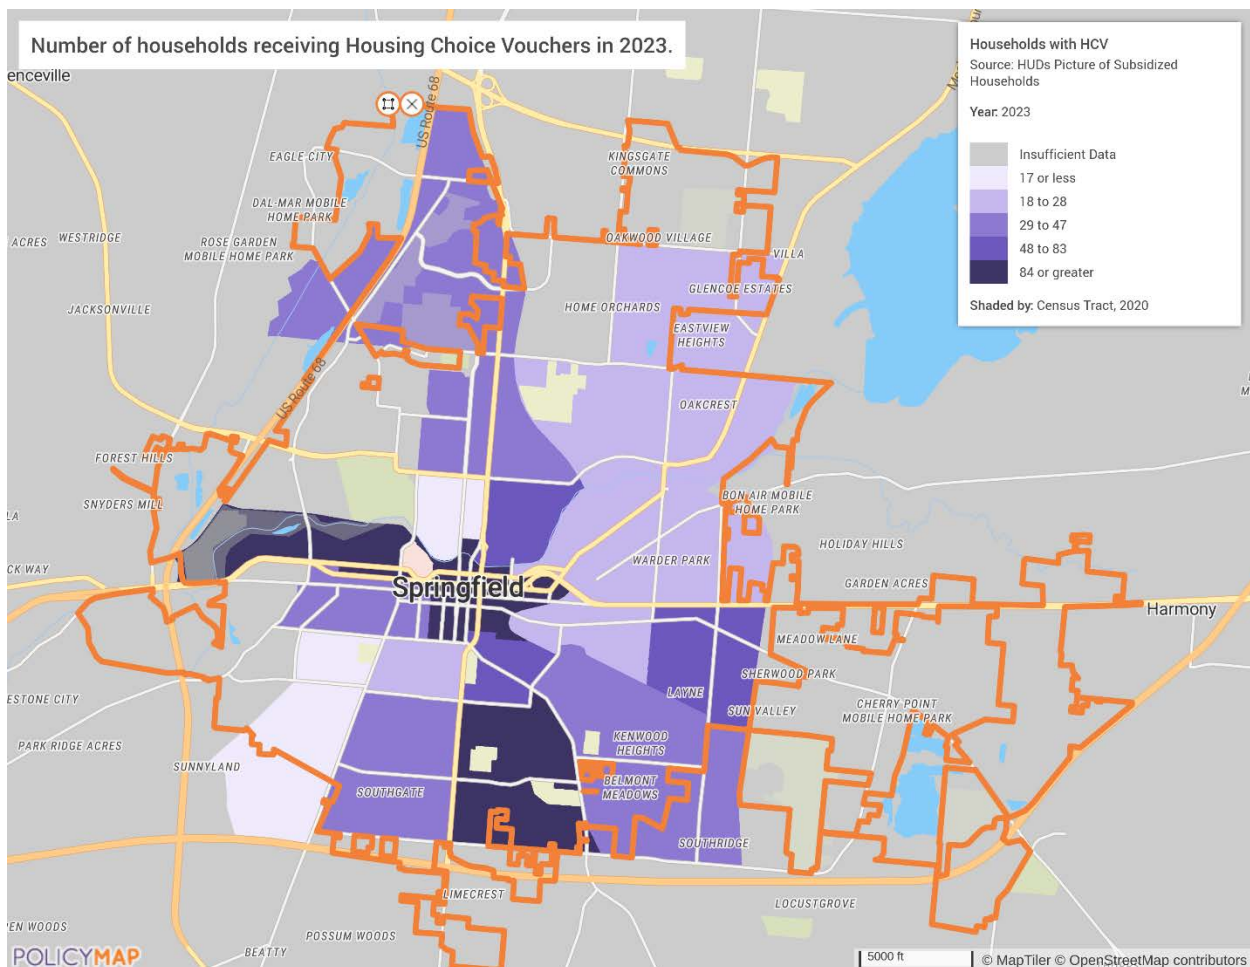 Number of households receiving Housing Choice Vouchers in 2023.
Households with HCV
Source: HUDs Picture of Subsidized
Households
Year: 2023
Insufficient Data
17 or less
18 to 28
29 to 47
48 to 83
84 or greater
Shaded by: Census Tract, 2020
enceville
US Route 68
EAGLE CITY
KINGSGATE
COMMONS
DAL-MAR MOBILE
HOME PARK
ACRES
WESTRIDGE
ROSE GARDEN
MOBILE HOME PARK
OAKWOOD VILLAGE
VILLA
GLENCOE ESTATES
JACKSONVILLE
HOME ORCHARDS
EASTVIEW
HEIGHTS
US Route 68
OAKCREST
FOREST HILLS
SNYDERS MILL
BON AIR MOBILE
HOME PARK
LA
HOLIDAY HILLS
WARDER PARK
CK WAY
GARDEN ACRES
Springfield
Harmony
MEADOW LANE
SHERWOOD PARK
ESTONE CITY
LAYNE
SUN VALLEY
CHERRY POINT
MOBILE HOME PARK
PARK RIDGE ACRES
KENWOOD
HEIGHTS
SUNNYLAND
SOUTHGATE
BELMONT
MEADOWS
SOUTHRIDGE
LIMECREST
LOCUSTGROVE
PEN WOODS
POSSUM WOODS
BEATTY
POLICYMAP
5000 ft
© MapTiler © OpenStreetMap contributors